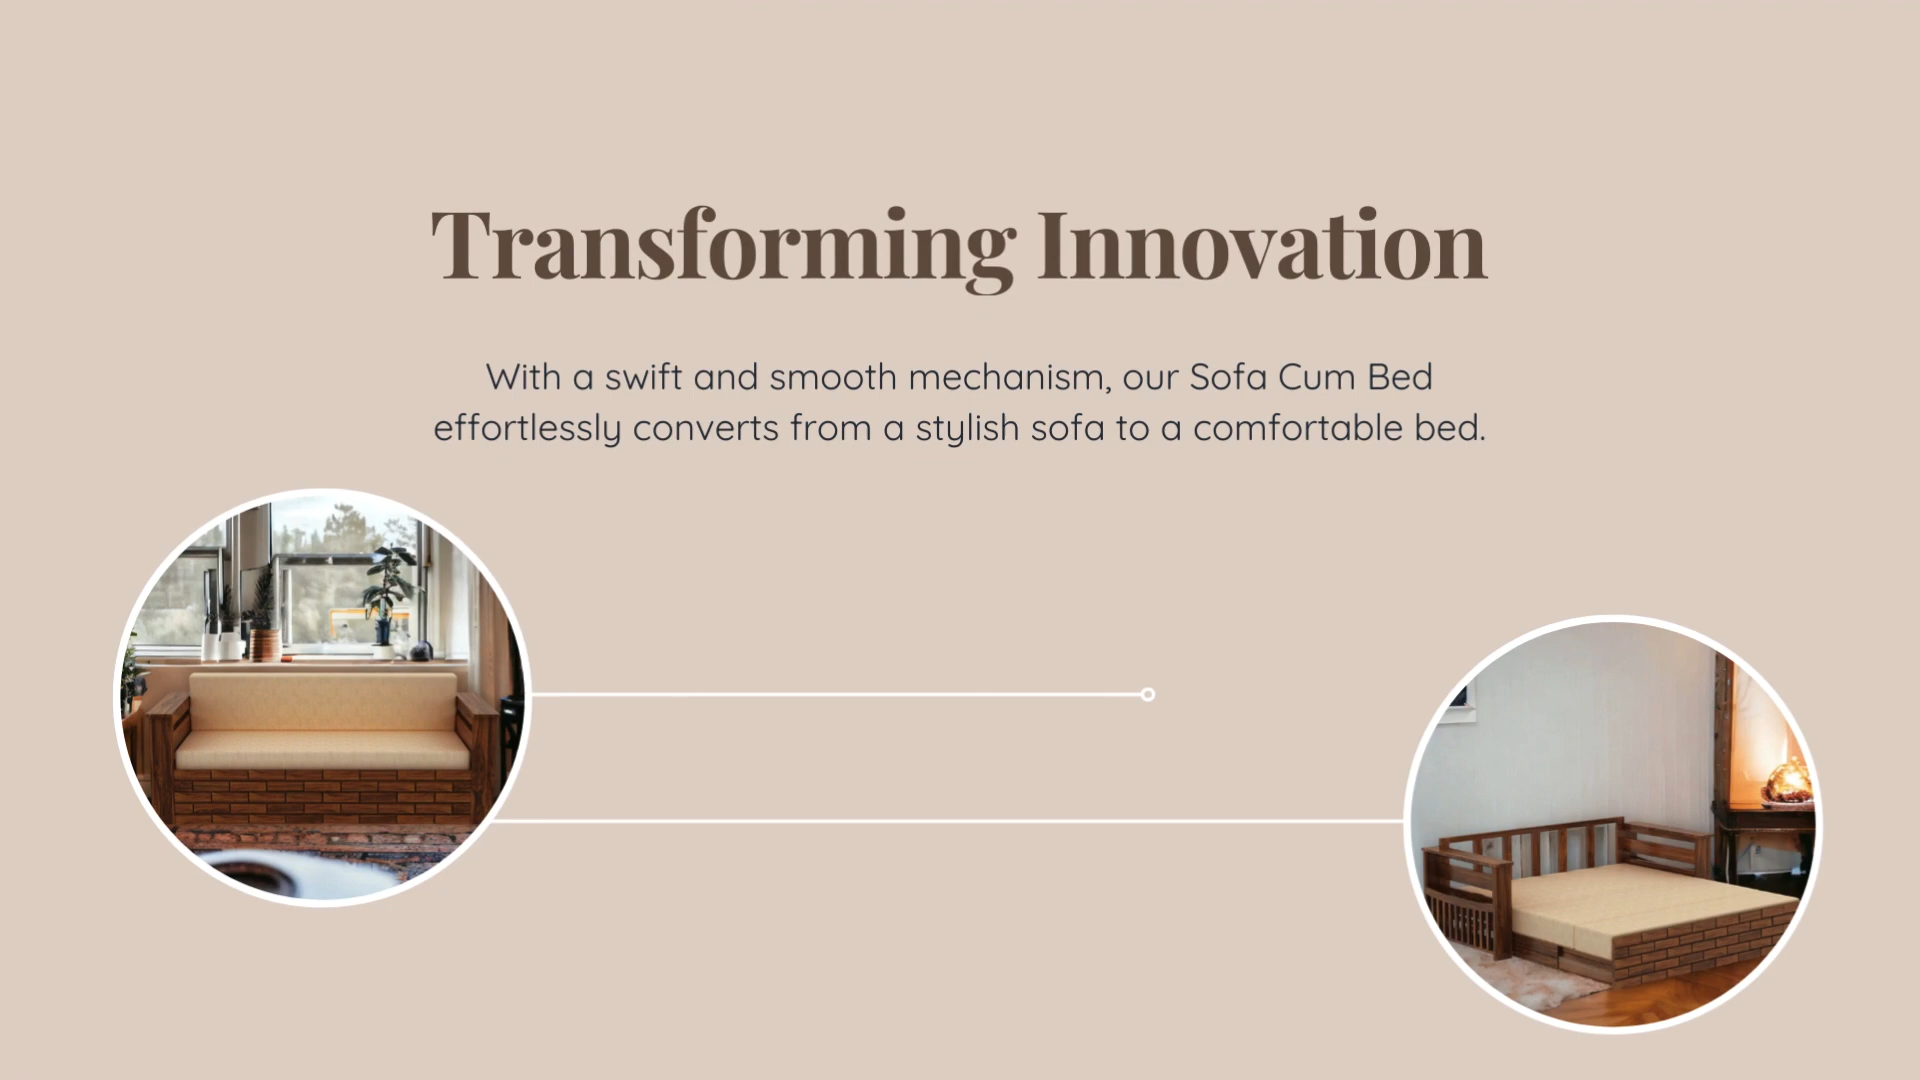 Transforming Innovation
With a swift and smooth mechanism, our Sofa Cum Bed
effortlessly converts from a stylish sofa to a comfortable bed.